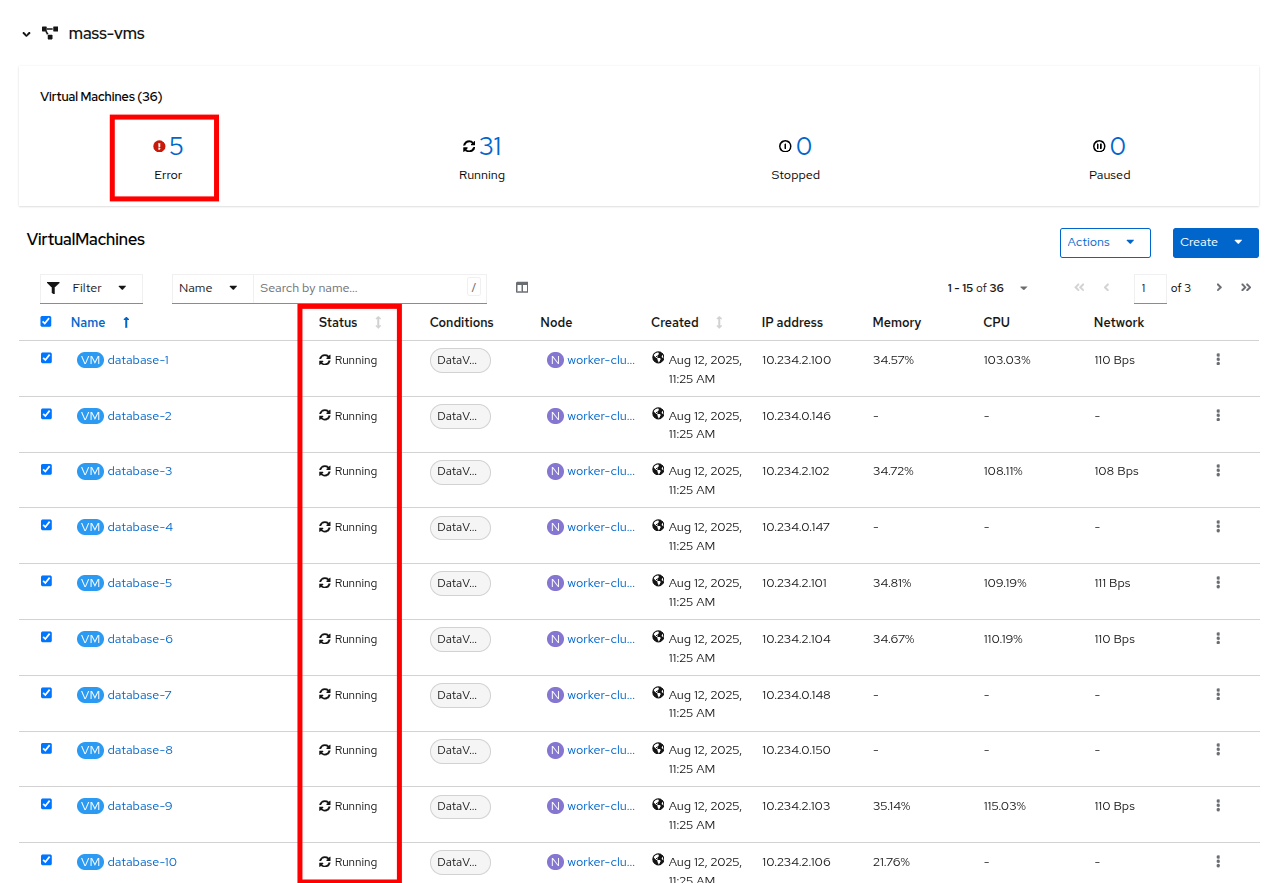 mass-vms
Virtual Machines (36)
5 31 0 0
Error Running Stopped Paused
VirtualMachines
Actions Create
Filter Name Search by name... / 1 - 15 of 36 1 of 3
Name Status Conditions Node Created IP address Memory CPU Network
VM database-1 Running DataV... N worker-clu... Aug 12, 2025, 10.234.2.100 34.57% 103.03% 110 Bps
11:25 AM
VM database-2 Running DataV... N worker-clu... Aug 12, 2025, 10.234.0.146 - - -
11:25 AM
VM database-3 Running DataV... N worker-clu... Aug 12, 2025, 10.234.2.102 34.72% 108.11% 108 Bps
11:25 AM
VM database-4 Running DataV... N worker-clu... Aug 12, 2025, 10.234.0.147 - - -
11:25 AM
VM database-5 Running DataV... N worker-clu... Aug 12, 2025, 10.234.2.101 34.81% 109.19% 111 Bps
11:25 AM
VM database-6 Running DataV... N worker-clu... Aug 12, 2025, 10.234.2.104 34.67% 110.19% 110 Bps
11:25 AM
VM database-7 Running DataV... N worker-clu... Aug 12, 2025, 10.234.0.148 - - -
11:25 AM
VM database-8 Running DataV... N worker-clu... Aug 12, 2025, 10.234.0.150 - - -
11:25 AM
VM database-9 Running DataV... N worker-clu... Aug 12, 2025, 10.234.2.103 35.14% 115.03% 110 Bps
11:25 AM
VM database-10 Running DataV... N worker-clu... Aug 12, 2025, 10.234.2.106 21.76% - -
11:25 AM